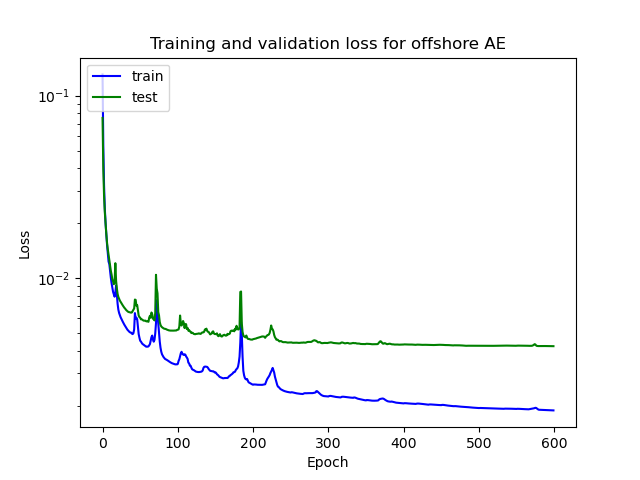 Training and validation loss for offshore AE
train
test
10⁻¹
10⁻²
Loss
0 100 200 300 400 500 600
Epoch